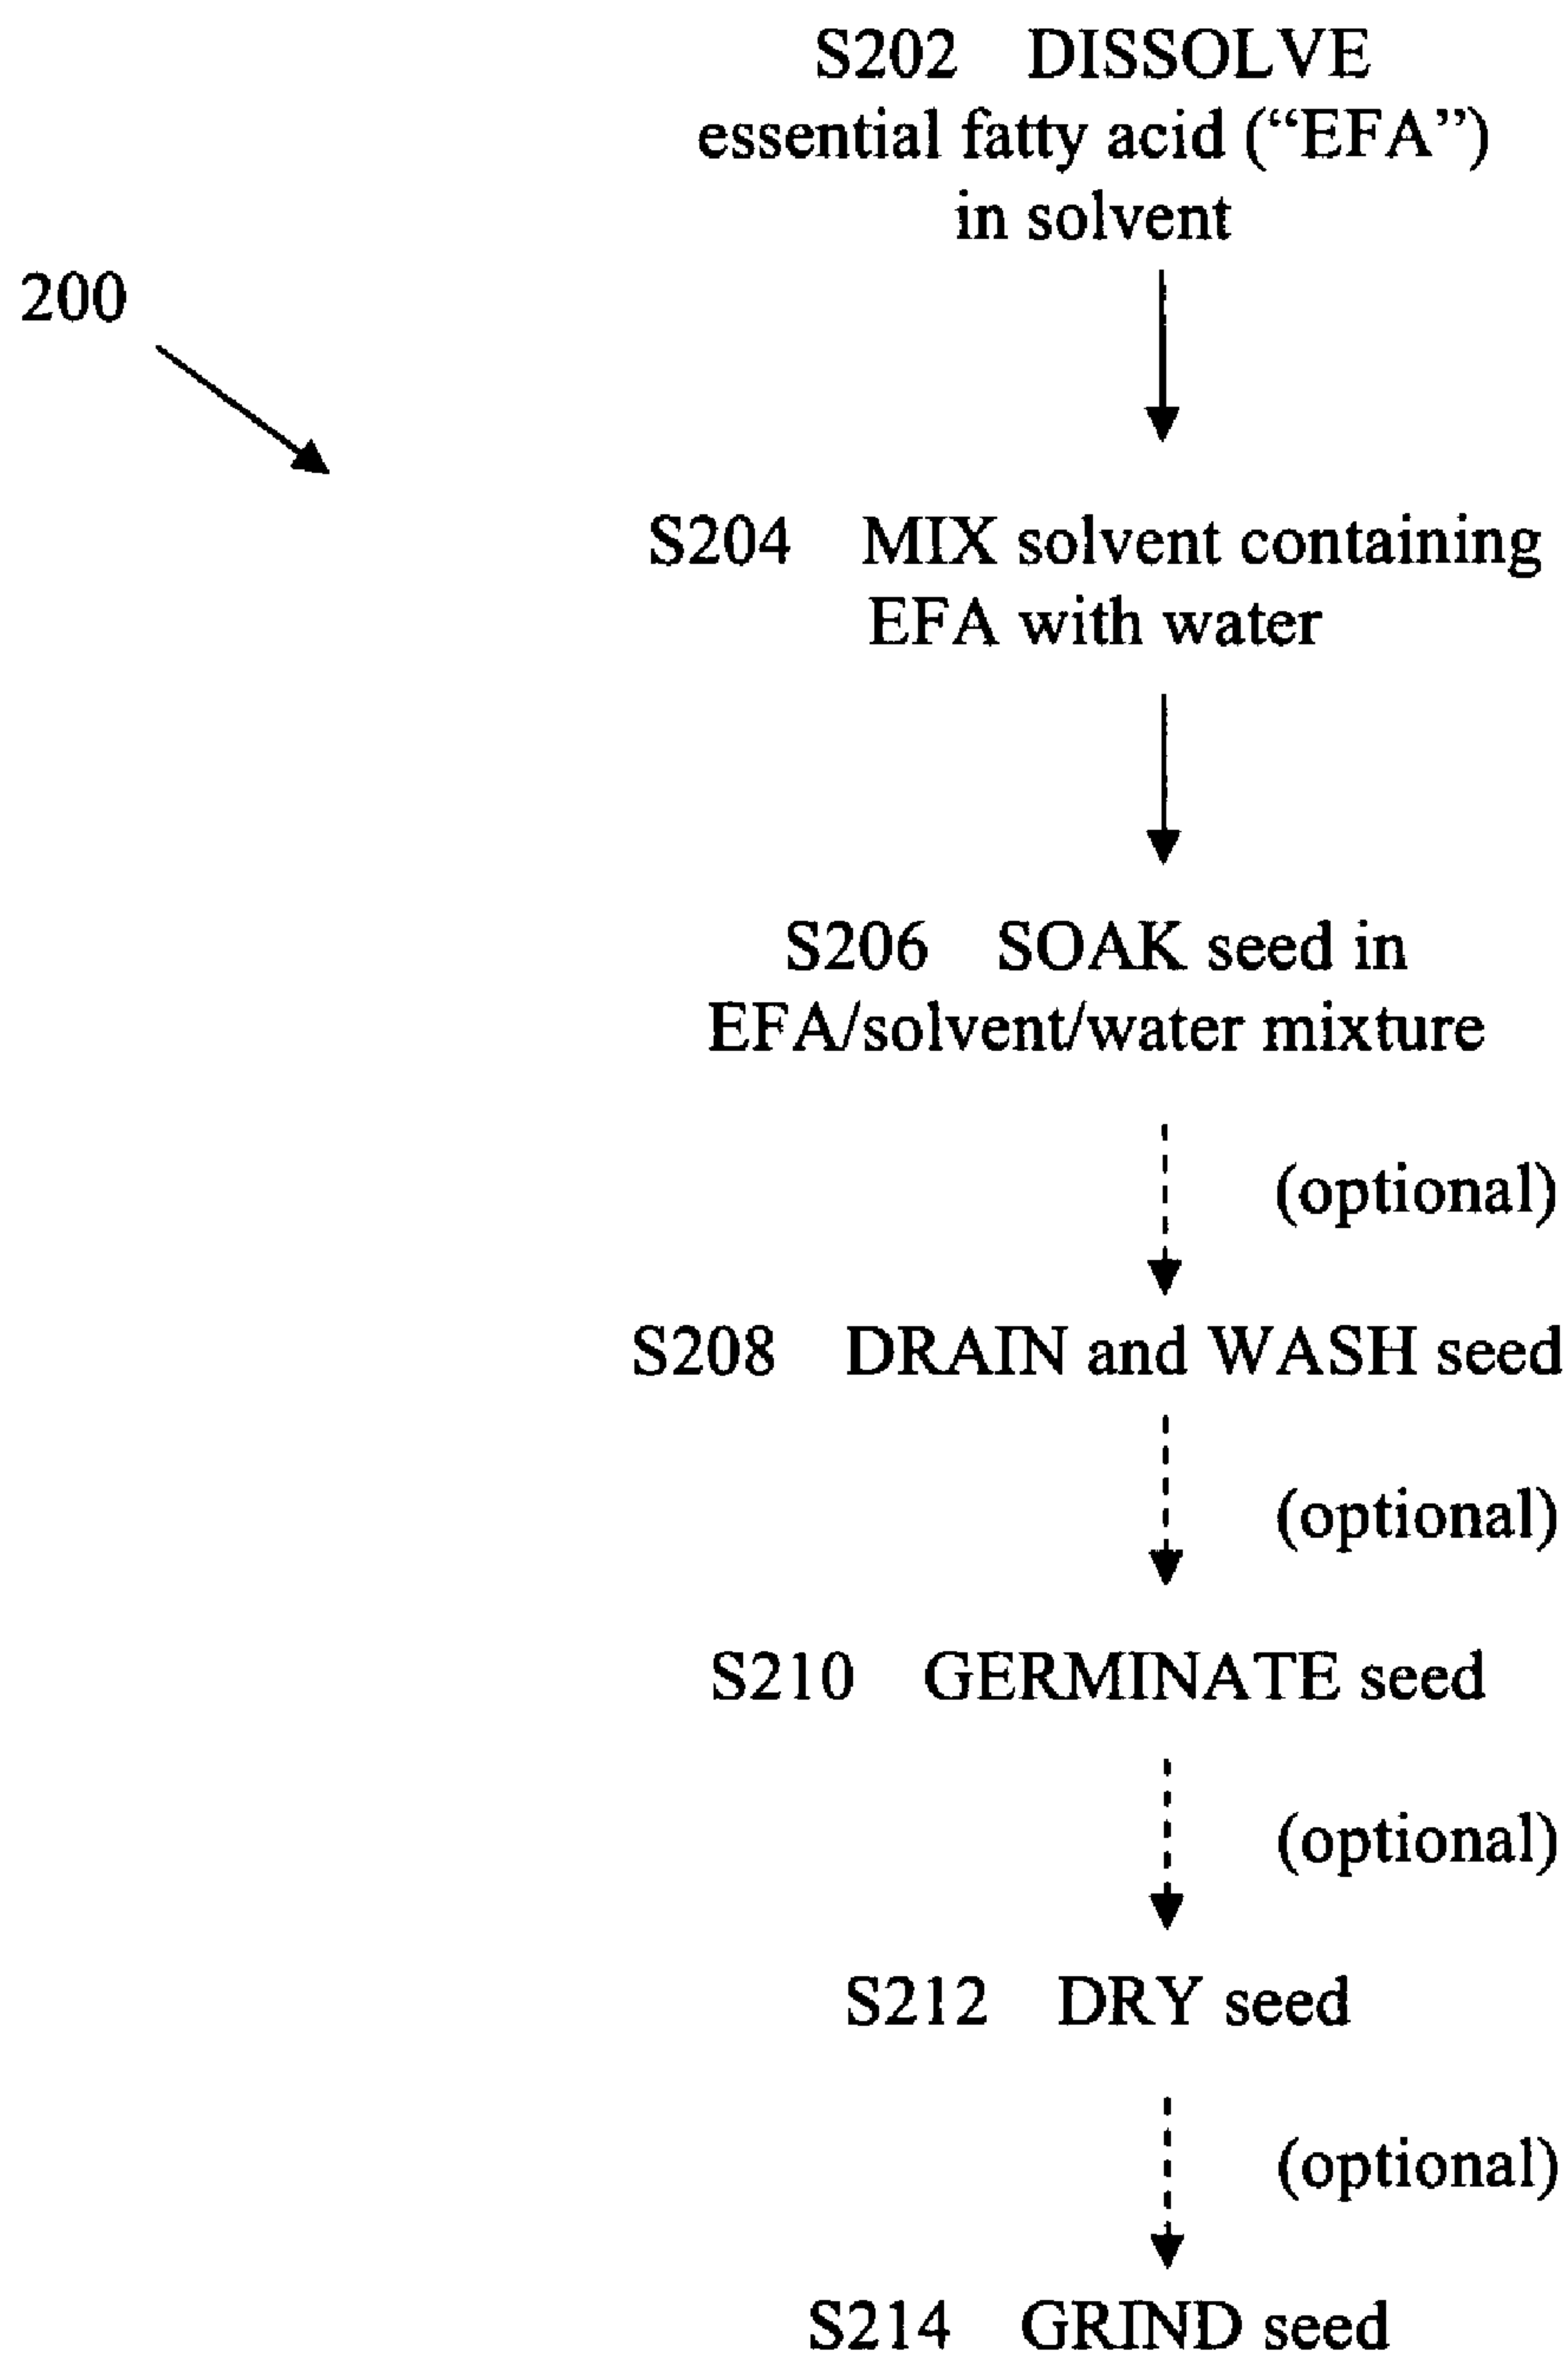 S202 DISSOLVE
essential fatty acid (“EFA”)
in solvent
200
S204 MIX solvent containing
EFA with water
S206 SOAK seed in
EFA/solvent/water mixture
(optional)
S208 DRAIN and WASH seed
(optional)
S210 GERMINATE seed
(optional)
S212 DRY seed
(optional)
S214 GRIND seed